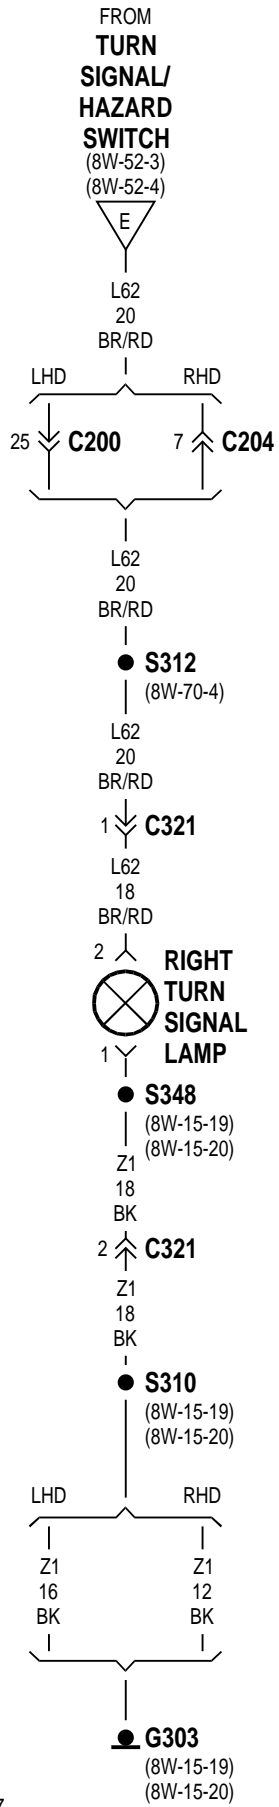 FROM
TURN
SIGNAL/
HAZARD
SWITCH
(8W-52-3)
(8W-52-4)
E
L62
20
BR/RD
LHD RHD
25 C200 7 C204
L62
20
BR/RD
S312
(8W-70-4)
L62
20
BR/RD
1 C321
L62
18
BR/RD
2 RIGHT
TURN
SIGNAL
1 LAMP
S348
(8W-15-19)
(8W-15-20)
Z1
18
BK
2 C321
Z1
18
BK
S310
(8W-15-19)
(8W-15-20)
LHD RHD
Z1 Z1
16 12
BK BK
G303
(8W-15-19)
(8W-15-20)